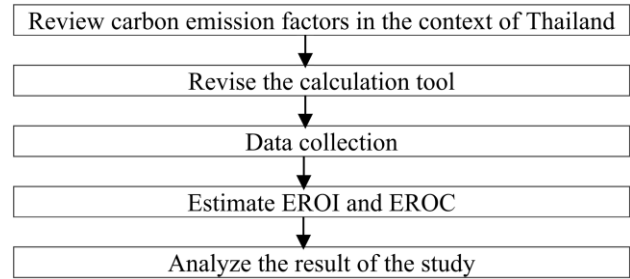 Review carbon emission factors in the context of Thailand
Revise the calculation tool
Data collection
Estimate EROI and EROC
Analyze the result of the study